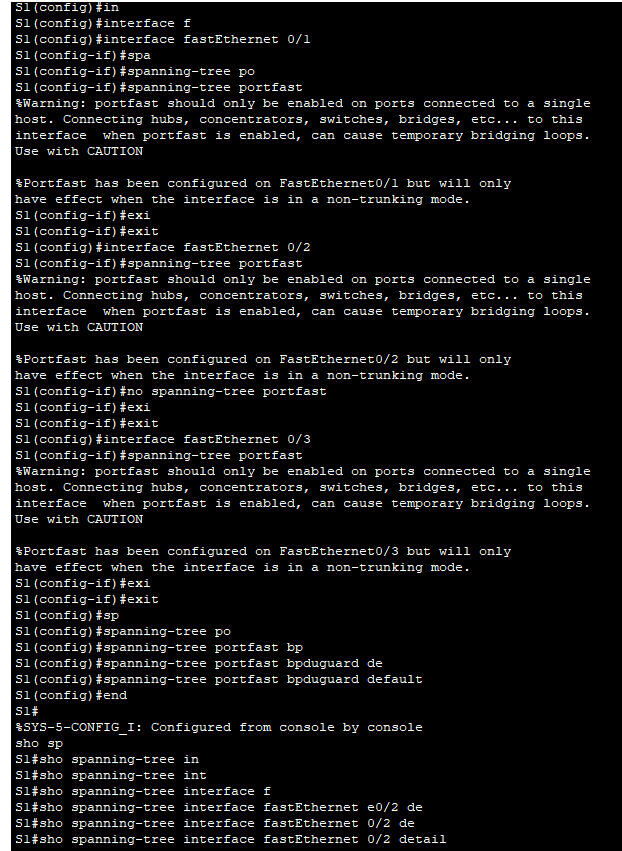 S1(config)#in
S1(config)#interface f
S1(config)#interface fastEthernet 0/1
S1(config-if)#spa
S1(config-if)#spanning-tree po
S1(config-if)#spanning-tree portfast
%Warning: portfast should only be enabled on ports connected to a single
host. Connecting hubs, concentrators, switches, bridges, etc... to this
interface  when portfast is enabled, can cause temporary bridging loops.
Use with CAUTION

%Portfast has been configured on FastEthernet0/1 but will only
have effect when the interface is in a non-trunking mode.
S1(config-if)#exi
S1(config-if)#exit
S1(config)#interface fastEthernet 0/2
S1(config-if)#spanning-tree portfast
%Warning: portfast should only be enabled on ports connected to a single
host. Connecting hubs, concentrators, switches, bridges, etc... to this
interface  when portfast is enabled, can cause temporary bridging loops.
Use with CAUTION

%Portfast has been configured on FastEthernet0/2 but will only
have effect when the interface is in a non-trunking mode.
S1(config-if)#no spanning-tree portfast
S1(config-if)#exi
S1(config-if)#exit
S1(config)#interface fastEthernet 0/3
S1(config-if)#spanning-tree portfast
%Warning: portfast should only be enabled on ports connected to a single
host. Connecting hubs, concentrators, switches, bridges, etc... to this
interface  when portfast is enabled, can cause temporary bridging loops.
Use with CAUTION

%Portfast has been configured on FastEthernet0/3 but will only
have effect when the interface is in a non-trunking mode.
S1(config-if)#exi
S1(config-if)#exit
S1(config)#sp
S1(config)#spanning-tree po
S1(config)#spanning-tree portfast bp
S1(config)#spanning-tree portfast bpduguard de
S1(config)#spanning-tree portfast bpduguard default
S1(config)#end
S1#
%SYS-5-CONFIG_I: Configured from console by console
sho sp
S1#sho spanning-tree in
S1#sho spanning-tree int
S1#sho spanning-tree interface f
S1#sho spanning-tree interface fastEthernet e0/2 de
S1#sho spanning-tree interface fastEthernet 0/2 de
S1#sho spanning-tree interface fastEthernet 0/2 detail